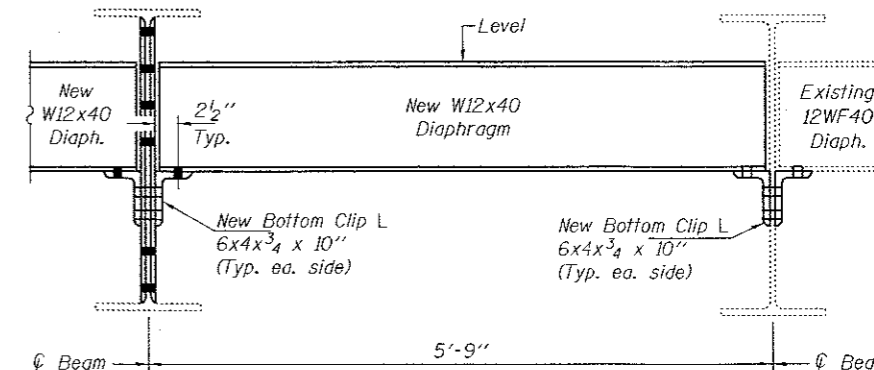 Level
New
W12x40
Diaph.
2½"
Typ.
New W12x40
Diaphragm
Existing
12WF40
Diaph.
New Bottom Clip L
6x4x¾ x 10"
(Typ. ea. side)
New Bottom Clip L
6x4x¾ x 10"
(Typ. ea. side)
℄ Beam
5'-9"
℄ Bea